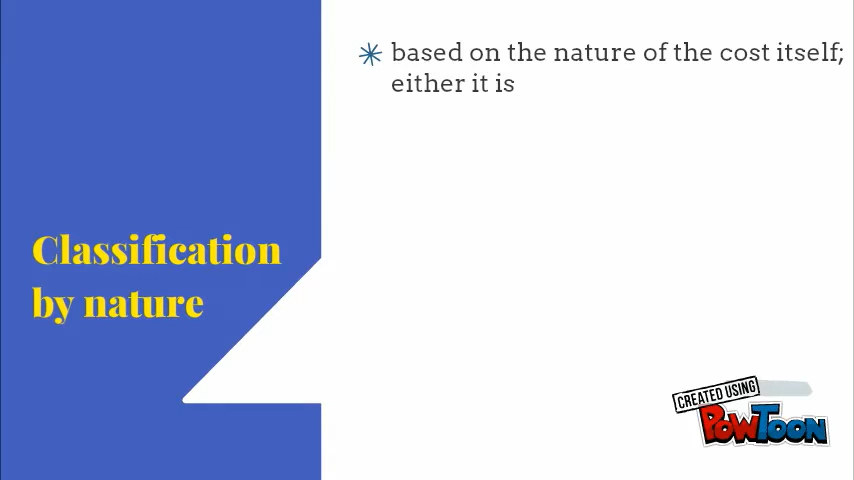 based on the nature of the cost itself;
either it is
Classification
by nature
CREATED USING
POWTOON